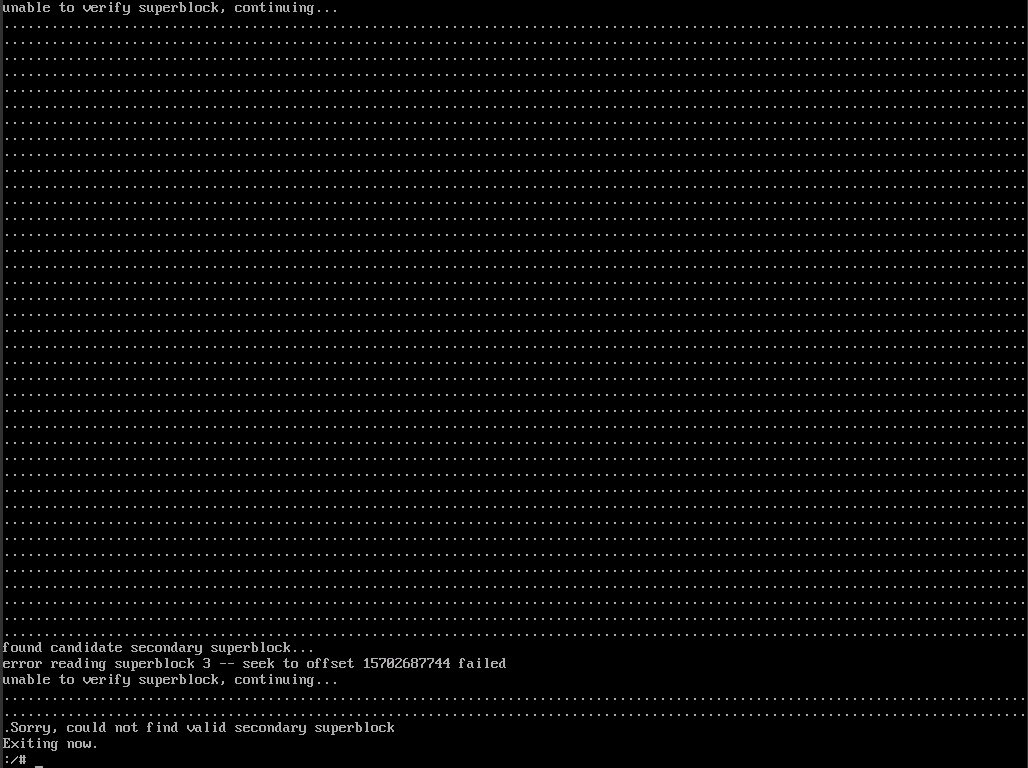 unable to verify superblock, continuing...
found candidate secondary superblock...
error reading superblock 3 -- seek to offset 15702687744 failed
unable to verify superblock, continuing...
.Sorry, could not find valid secondary superblock
Exiting now.
:/# _